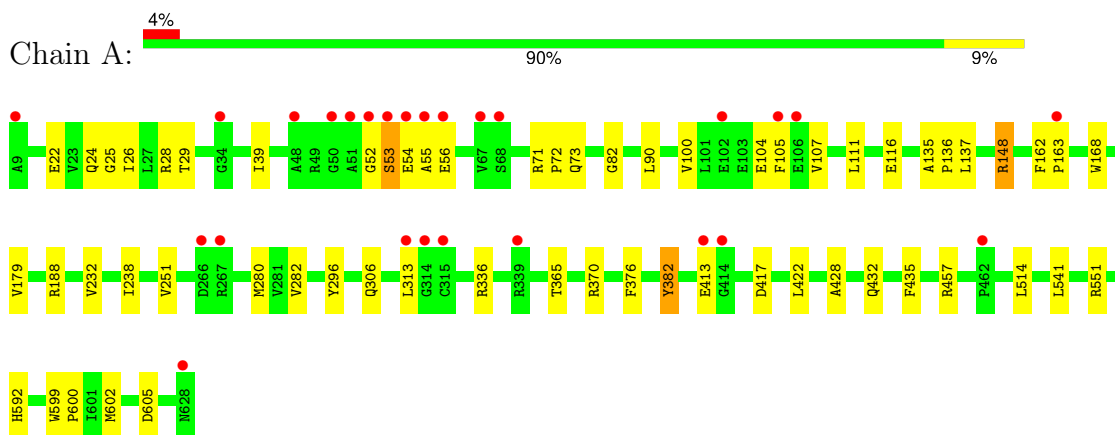 4%
Chain A:
90% 9%
A9 E22 V23 Q24 G25 I26 L27 R28 T29 G34 I39 A48 R49 G50 A51 G52 S53 E54 A55 E56 V67 S68 R71 P72 Q73 G82 L90 V100 L101 E102 E103 E104 F105 E106 V107 L111 E116 A135 P136 L137 R148 F162 P163 W168
V179 R188 V232 I238 V251 D266 R267 M280 V281 V282 Y296 Q306 L313 G314 C315 R336 R339 T365 R370 F376 Y382 E413 G414 D417 L422 A428 Q432 F435 R457 P462 L514 L541 R551
H592 W599 P600 I601 M602 D605 N628